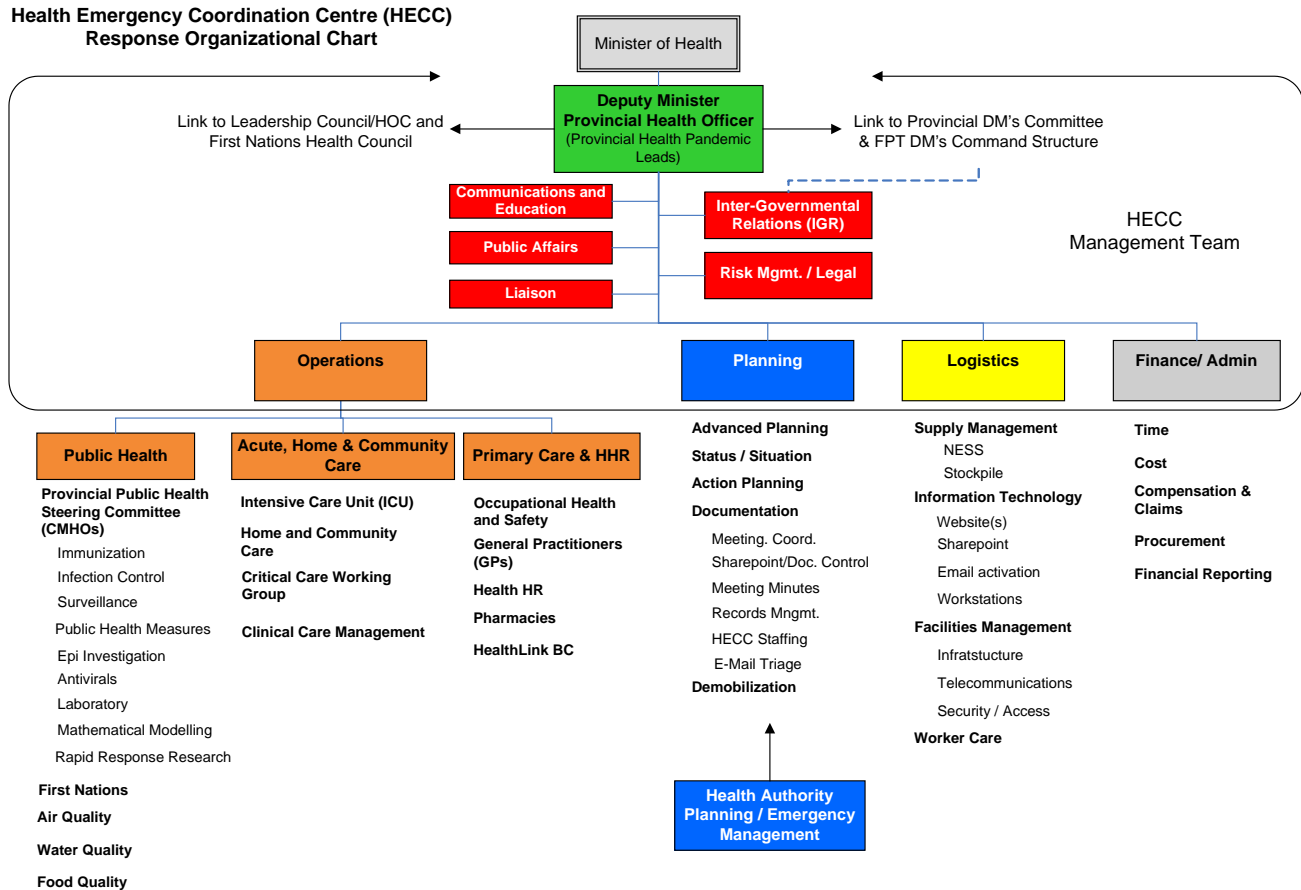 Health Emergency Coordination Centre (HECC)
Response Organizational Chart
Minister of Health
Deputy Minister
Provincial Health Officer
(Provincial Health Pandemic
Leads)
Link to Leadership Council/HOC and
First Nations Health Council
Link to Provincial DM's Committee
& FPT DM's Command Structure
Communications and
Education
Inter-Governmental
Relations (IGR)
Public Affairs
Risk Mgmt. / Legal
Liaison
HECC
Management Team
Operations
Planning
Logistics
Finance/ Admin
Public Health
Provincial Public Health
Steering Committee
(CMHOs)
Immunization
Infection Control
Surveillance
Public Health Measures
Epi Investigation
Antivirals
Laboratory
Mathematical Modelling
Rapid Response Research
First Nations
Air Quality
Water Quality
Food Quality
Acute, Home & Community
Care
Intensive Care Unit (ICU)
Home and Community
Care
Critical Care Working
Group
Clinical Care Management
Primary Care & HHR
Occupational Health
and Safety
General Practitioners
(GPs)
Health HR
Pharmacies
HealthLink BC
Advanced Planning
Status / Situation
Action Planning
Documentation
Meeting. Coord.
Sharepoint/Doc. Control
Meeting Minutes
Records Mngmt.
HECC Staffing
E-Mail Triage
Demobilization
Health Authority
Planning / Emergency
Management
Supply Management
NESS
Stockpile
Information Technology
Website(s)
Sharepoint
Email activation
Workstations
Facilities Management
Infratstucture
Telecommunications
Security / Access
Worker Care
Time
Cost
Compensation &
Claims
Procurement
Financial Reporting